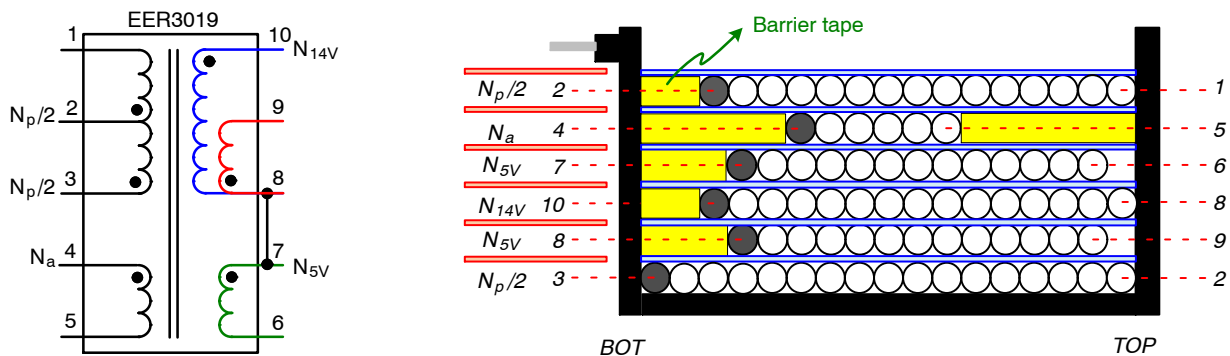 EER3019
1
10 N14V
2
9
Np/2
Np/2
3
8
Na 4
7 N5V
5
6
Barrier tape
Np/2 2 1
Na 4 5
N5V 7 6
N14V 10 8
N5V 8 9
Np/2 3 2
BOT TOP